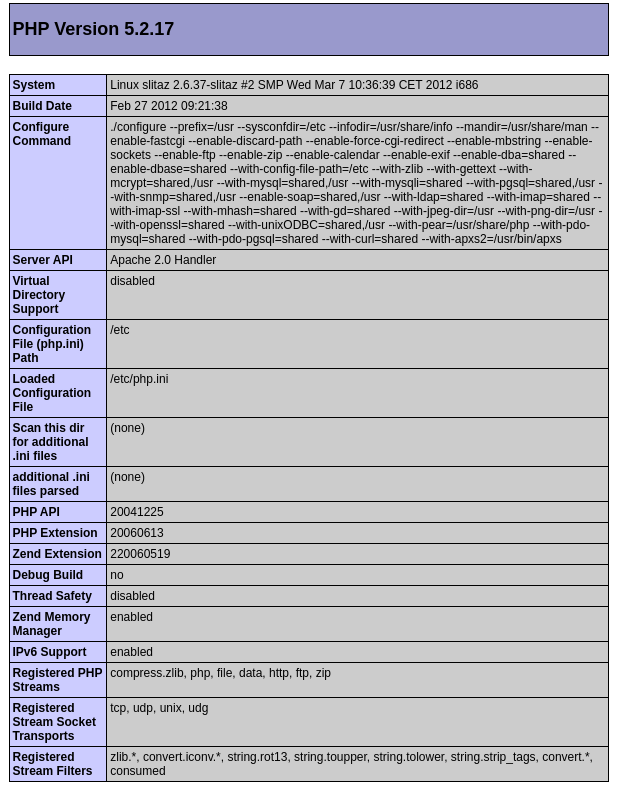 PHP Version 5.2.17
System Linux slitaz 2.6.37-slitaz #2 SMP Wed Mar 7 10:36:39 CET 2012 i686
Build Date Feb 27 2012 09:21:38
Configure Command ./configure --prefix=/usr --sysconfdir=/etc --infodir=/usr/share/info --mandir=/usr/share/man --
enable-fastcgi --enable-discard-path --enable-force-cgi-redirect --enable-mbstring --enable-
sockets --enable-ftp --enable-zip --enable-calendar --enable-exif --enable-dba=shared --
enable-dbase=shared --with-config-file-path=/etc --with-zlib --with-gettext --with-
mcrypt=shared,/usr --with-mysql=shared,/usr --with-mysqli=shared --with-pgsql=shared,/usr -
-with-snmp=shared,/usr --enable-soap=shared,/usr --with-ldap=shared --with-imap=shared --
with-imap-ssl --with-mhash=shared --with-gd=shared --with-jpeg-dir=/usr --with-png-dir=/usr -
-with-openssl=shared --with-unixODBC=shared,/usr --with-pear=/usr/share/php --with-pdo-
mysql=shared --with-pdo-pgsql=shared --with-curl=shared --with-apxs2=/usr/bin/apxs
Server API Apache 2.0 Handler
Virtual
Directory
Support
disabled
Configuration
File (php.ini)
Path
/etc
Loaded
Configuration
File
/etc/php.ini
Scan this dir
for additional
.ini files
(none)
additional .ini
files parsed
(none)
PHP API 20041225
PHP Extension 20060613
Zend Extension 220060519
Debug Build no
Thread Safety disabled
Zend Memory
Manager
enabled
IPv6 Support enabled
Registered PHP
Streams
compress.zlib, php, file, data, http, ftp, zip
Registered
Stream Socket
Transports
tcp, udp, unix, udg
Registered
Stream Filters
zlib.*, convert.iconv.*, string.rot13, string.toupper, string.tolower, string.strip_tags, convert.*,
consumed